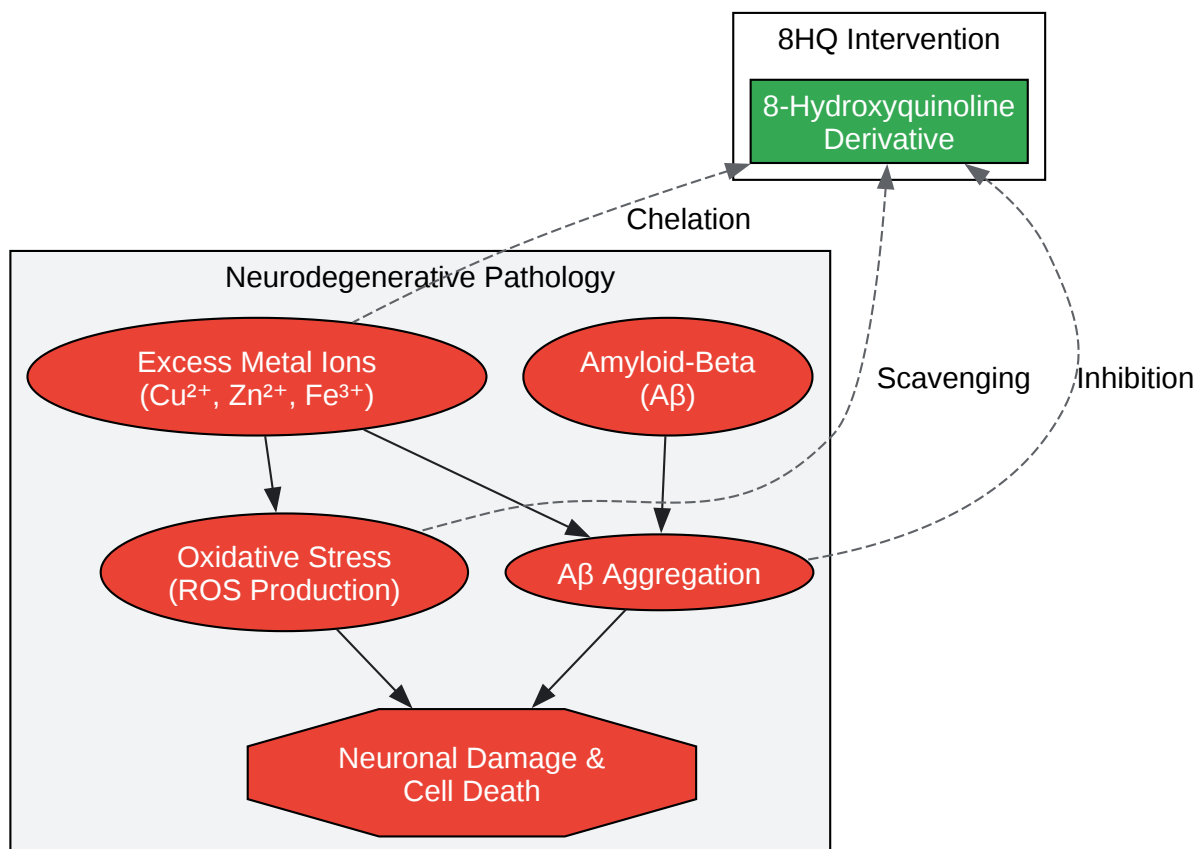 8HQ Intervention
8-Hydroxyquinoline
Derivative
Chelation
Neurodegenerative Pathology
Excess Metal Ions
(Cu²⁺, Zn²⁺, Fe³⁺)
Amyloid-Beta
(Aβ)
Scavenging
Inhibition
Oxidative Stress
(ROS Production)
Aβ Aggregation
Neuronal Damage &
Cell Death